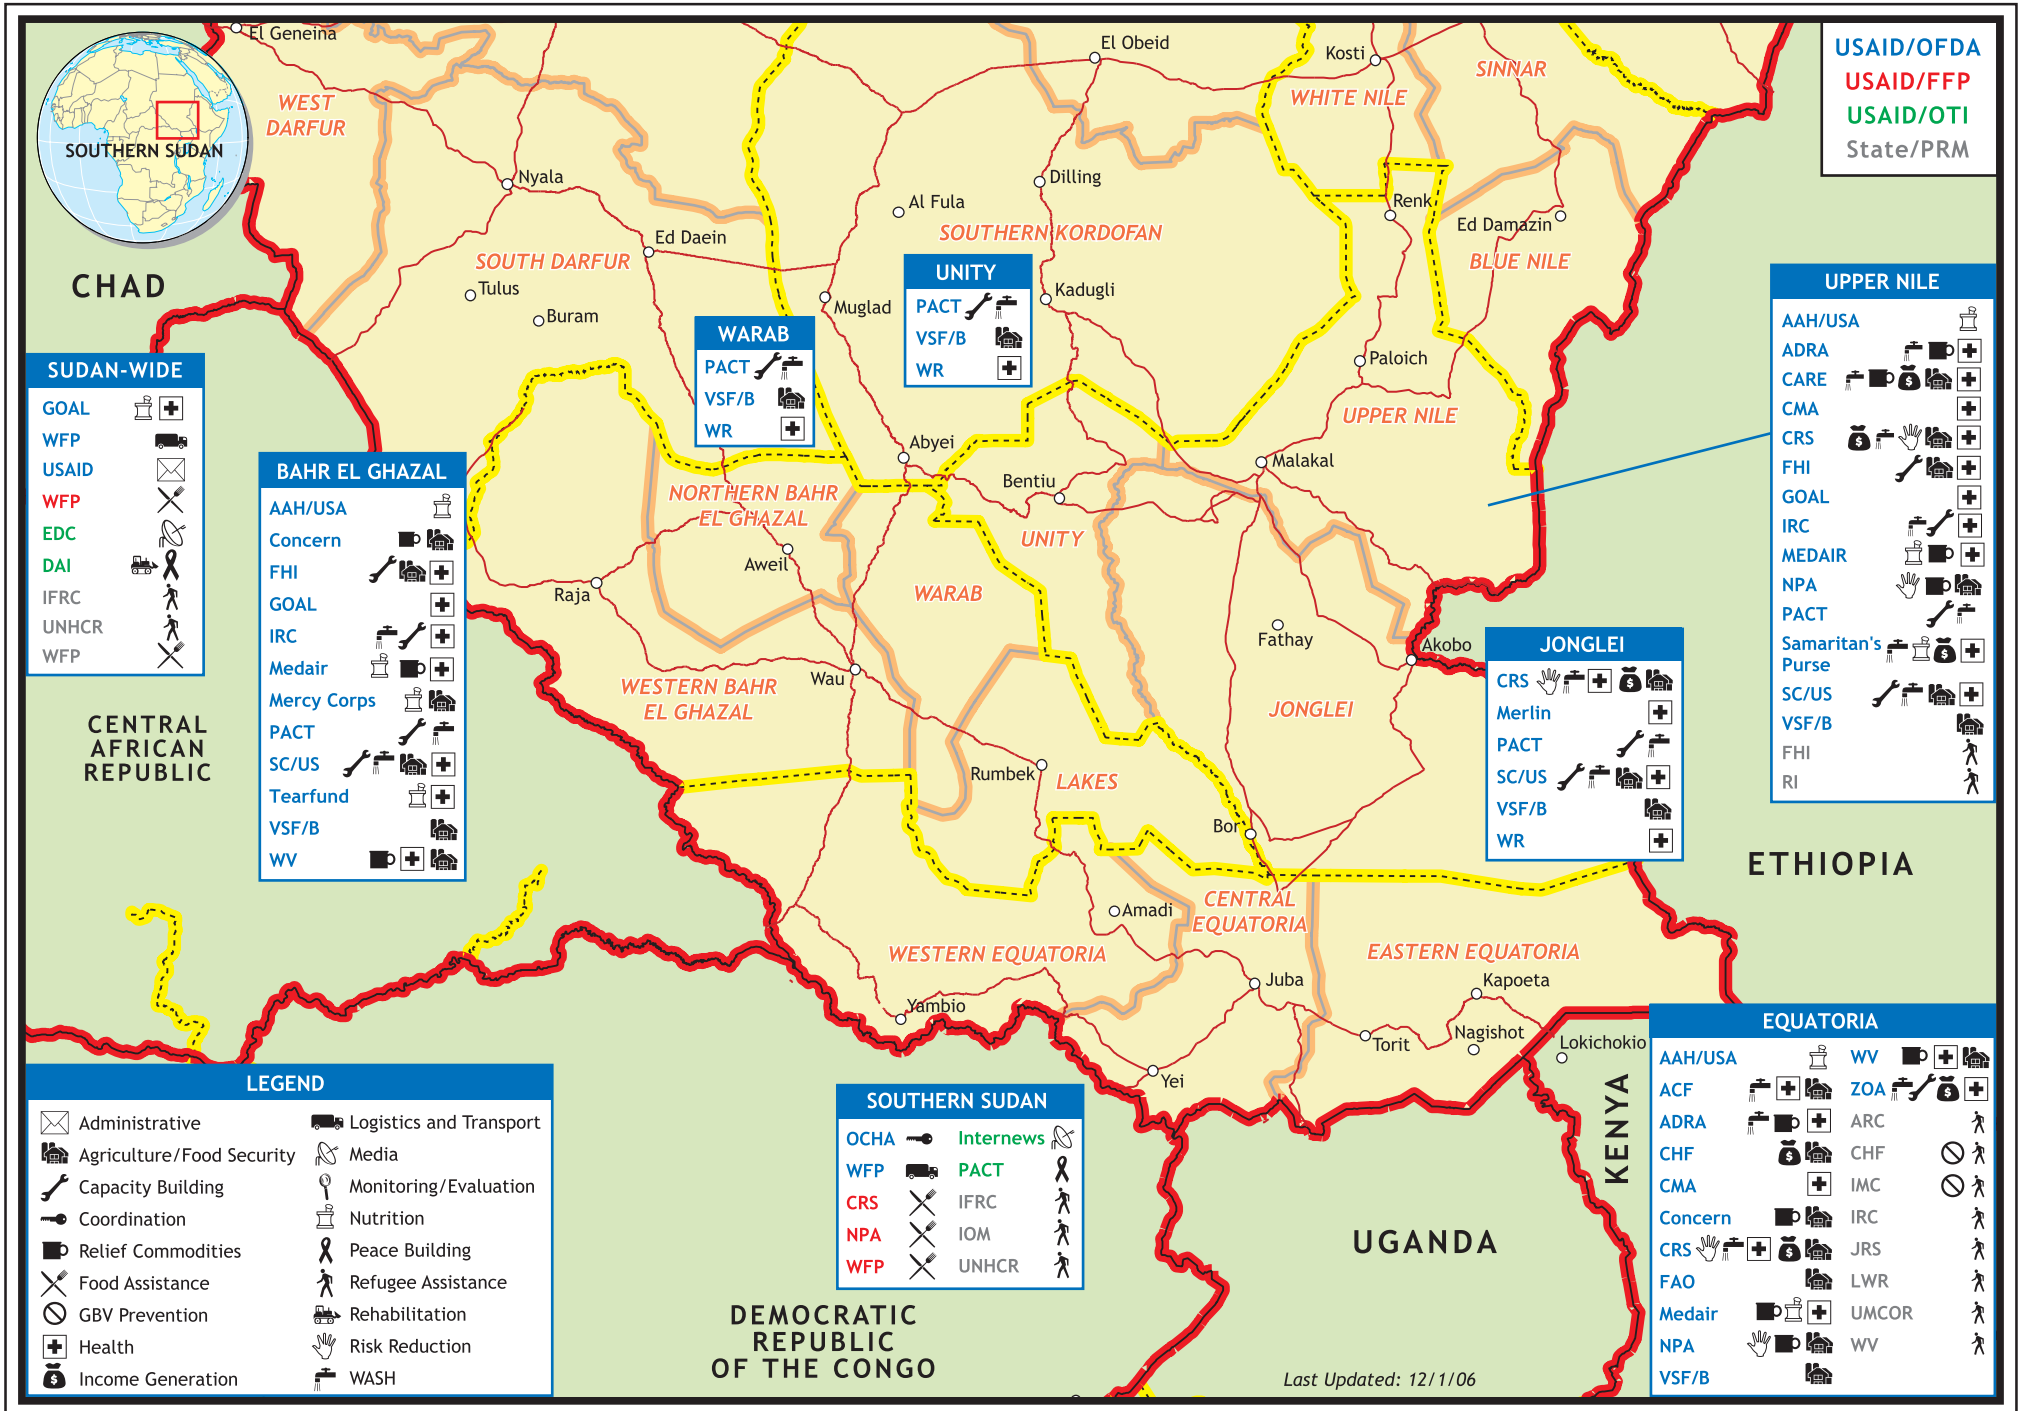 El Geneina
WEST
DARFUR
SOUTHERN SUDAN
Nyala
El Obeid
Kosti
SINNAR
WHITE NILE
USAID/OFDA
USAID/FFP
USAID/OTI
State/PRM
Dilling
Al Fula
Renk
Ed Damazin
SOUTHERN KORDOFAN
Ed Daein
SOUTH DARFUR
BLUE NILE
CHAD
Tulus
Buram
Muglad
Kadugli
Paloich
UPPER NILE
UNITY
PACT
VSF/B
WR
WARAB
PACT
VSF/B
WR
SUDAN-WIDE
GOAL
WFP
USAID
WFP
EDC
DAI
IFRC
UNHCR
WFP
BAHR EL GHAZAL
AAH/USA
Concern
FHI
GOAL
IRC
Medair
Mercy Corps
PACT
SC/US
Tearfund
VSF/B
WV
UPPER NILE
AAH/USA
ADRA
CARE
CMA
CRS
FHI
GOAL
IRC
MEDAIR
NPA
PACT
Samaritan's
Purse
SC/US
VSF/B
FHI
RI
Abyei
Bentiu
Malakal
NORTHERN BAHR
EL GHAZAL
UNITY
Aweil
Raja
WARAB
Fathay
Akobo
Wau
WESTERN BAHR
EL GHAZAL
JONGLEI
CENTRAL
AFRICAN
REPUBLIC
Rumbek
LAKES
Bor
JONGLEI
CRS
Merlin
PACT
SC/US
VSF/B
WR
ETHIOPIA
Amadi
CENTRAL
EQUATORIA
WESTERN EQUATORIA
EASTERN EQUATORIA
Juba
Kapoeta
Yambio
Torit
Nagishot
Lokichokio
Yei
KENYA
UGANDA
DEMOCRATIC
REPUBLIC
OF THE CONGO
LEGEND
Administrative
Agriculture/Food Security
Capacity Building
Coordination
Relief Commodities
Food Assistance
GBV Prevention
Health
Income Generation
Logistics and Transport
Media
Monitoring/Evaluation
Nutrition
Peace Building
Refugee Assistance
Rehabilitation
Risk Reduction
WASH
SOUTHERN SUDAN
OCHA
WFP
CRS
NPA
WFP
Internews
PACT
IFRC
IOM
UNHCR
EQUATORIA
AAH/USA
ACF
ADRA
CHF
CMA
Concern
CRS
FAO
Medair
NPA
VSF/B
WV
ZOA
ARC
CHF
IMC
IRC
JRS
LWR
UMCOR
WV
Last Updated: 12/1/06